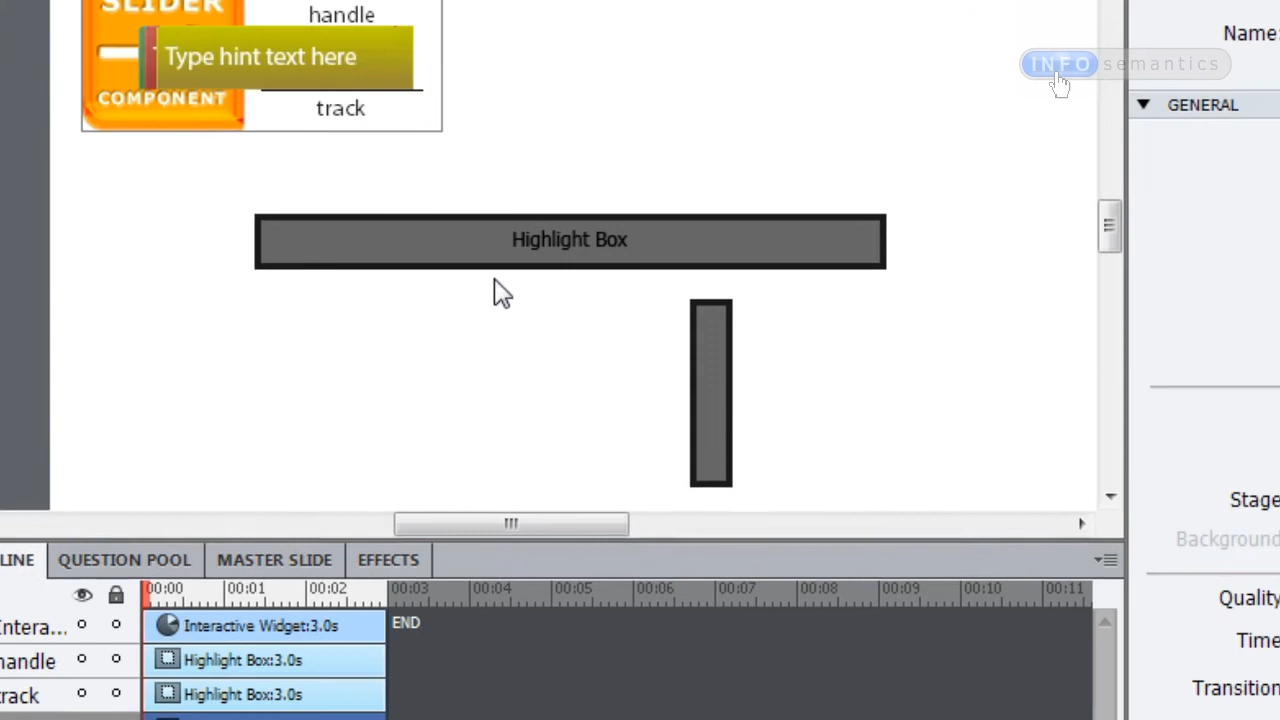 SLIDER
handle
Type hint text here
COMPONENT
track
Name:
INFO semantics
GENERAL
Highlight Box
Stage
Background
Quality
Time
Transition
LINE
QUESTION POOL
MASTER SLIDE
EFFECTS
00:00 00:01 00:02 00:03 00:04 00:05 00:06 00:07 00:08 00:09 00:10 00:11
Intera... Interactive Widget:3.0s END
handle Highlight Box:3.0s
track Highlight Box:3.0s